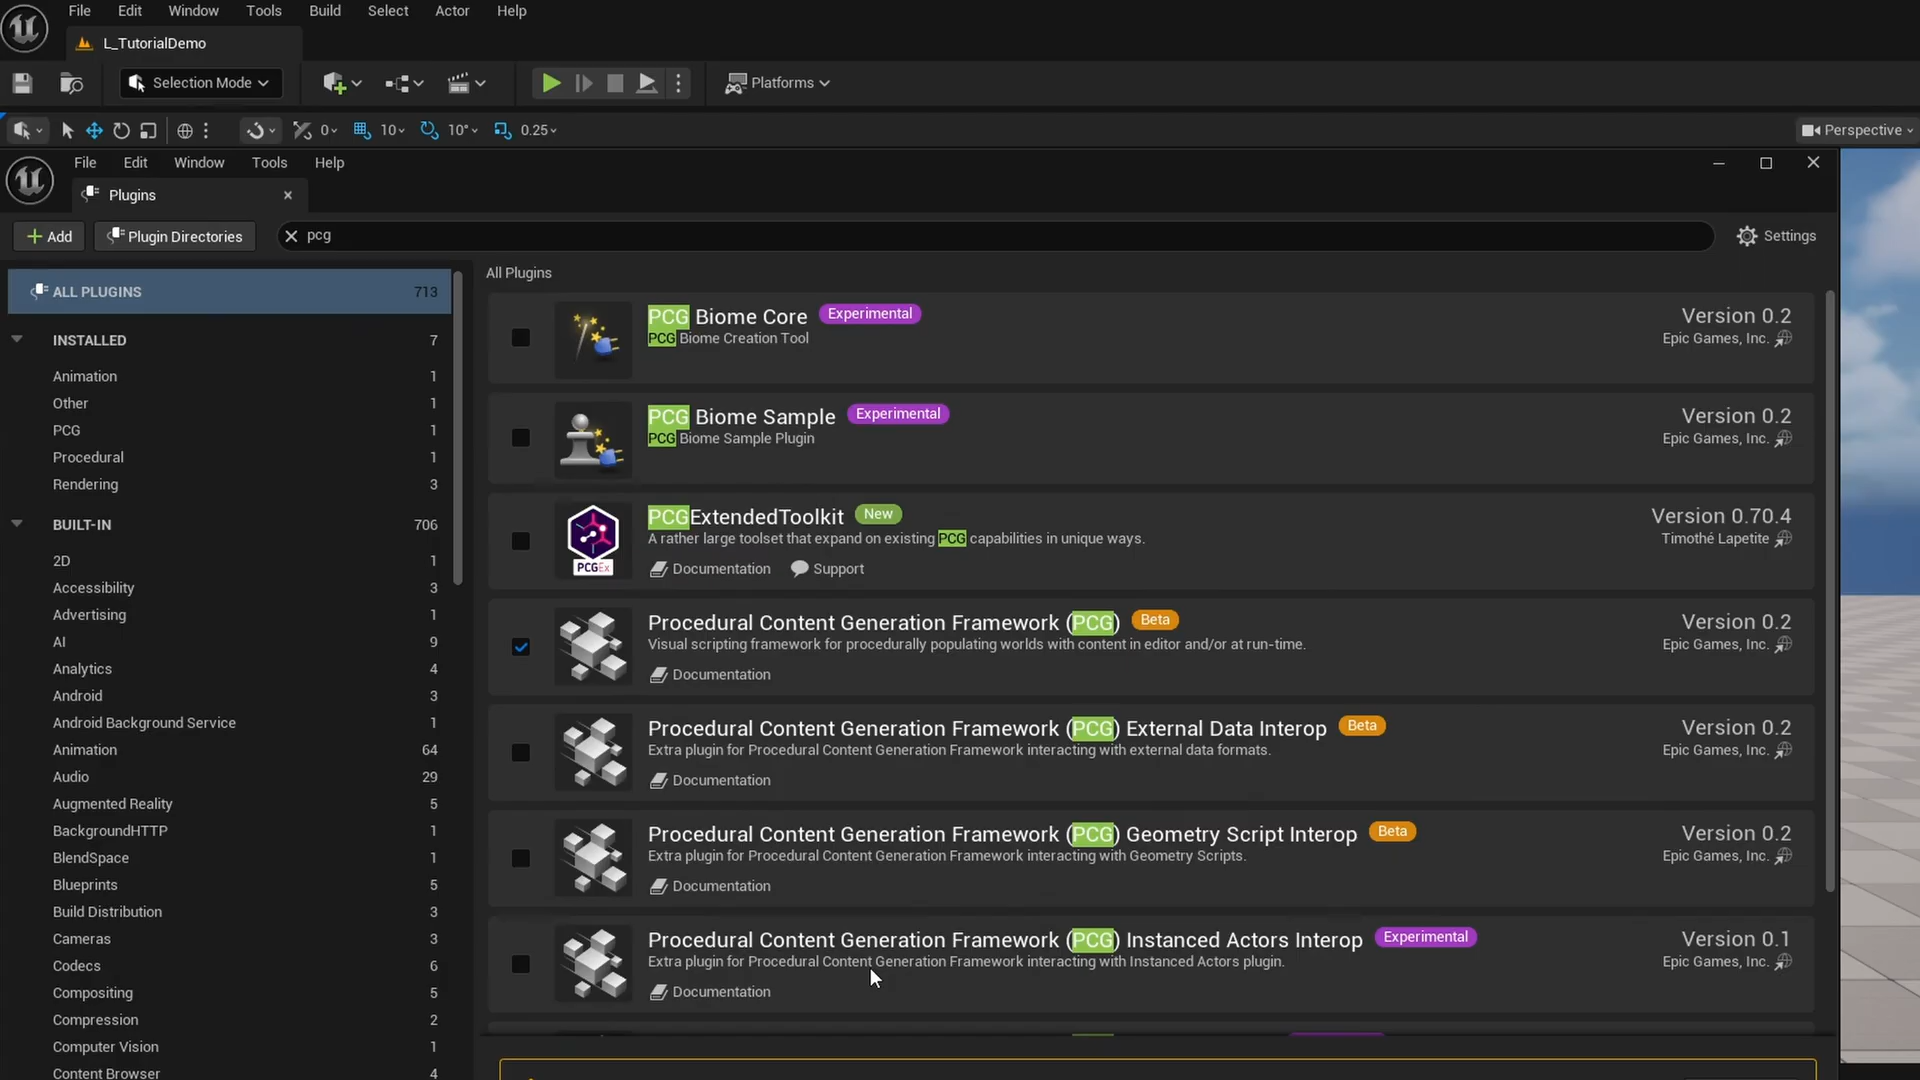 File Edit Window Tools Build Select Actor Help
L_TutorialDemo
Selection Mode Platforms
0 10 10° 0.25 Perspective
File Edit Window Tools Help
Plugins
Add Plugin Directories pcg Settings
ALL PLUGINS 713
INSTALLED 7
Animation 1
Other 1
PCG 1
Procedural 1
Rendering 3
BUILT-IN 706
2D 1
Accessibility 3
Advertising 1
AI 9
Analytics 4
Android 3
Android Background Service 1
Animation 64
Audio 29
Augmented Reality 5
BackgroundHTTP 1
BlendSpace 1
Blueprints 5
Build Distribution 3
Cameras 3
Codecs 6
Compositing 5
Compression 2
Computer Vision 1
Content Browser 4
All Plugins
PCG Biome Core Experimental Version 0.2
PCG Biome Creation Tool Epic Games, Inc.
PCG Biome Sample Experimental Version 0.2
PCG Biome Sample Plugin Epic Games, Inc.
PCGExtendedToolkit New Version 0.70.4
A rather large toolset that expand on existing PCG capabilities in unique ways. Timothé Lapetite
PCGEx Documentation Support
Procedural Content Generation Framework (PCG) Beta Version 0.2
Visual scripting framework for procedurally populating worlds with content in editor and/or at run-time. Epic Games, Inc.
Documentation
Procedural Content Generation Framework (PCG) External Data Interop Beta Version 0.2
Extra plugin for Procedural Content Generation Framework interacting with external data formats. Epic Games, Inc.
Documentation
Procedural Content Generation Framework (PCG) Geometry Script Interop Beta Version 0.2
Extra plugin for Procedural Content Generation Framework interacting with Geometry Scripts. Epic Games, Inc.
Documentation
Procedural Content Generation Framework (PCG) Instanced Actors Interop Experimental Version 0.1
Extra plugin for Procedural Content Generation Framework interacting with Instanced Actors plugin. Epic Games, Inc.
Documentation